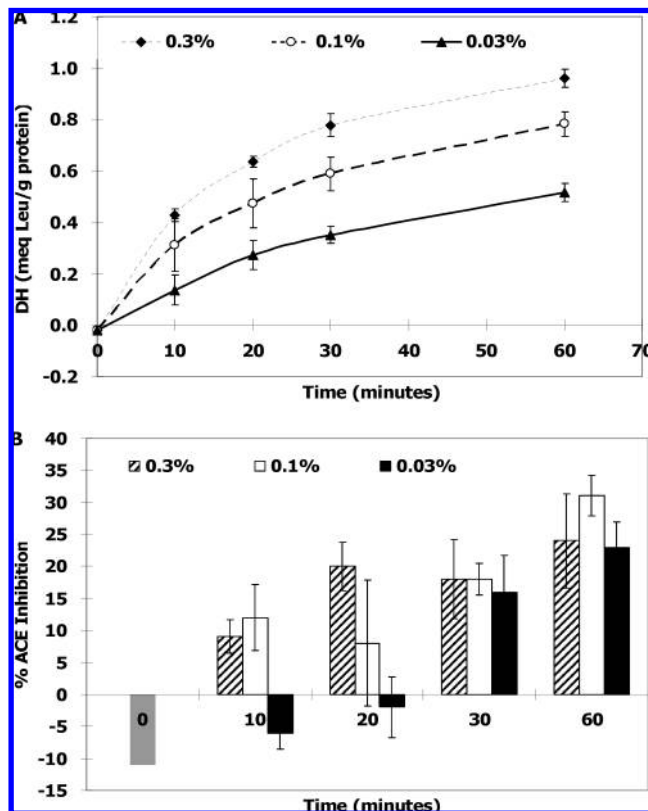 A
1.2
0.3% 0.1% 0.03%
1.0
0.8
0.6
0.4
0.2
0.0
-0.2
DH (meq Leu/g protein)
0 10 20 30 40 50 60 70
Time (minutes)
B
40
0.3% 0.1% 0.03%
35
30
25
20
15
10
5
0
-5
-10
-15
% ACE Inhibition
0 10 20 30 60
Time (minutes)